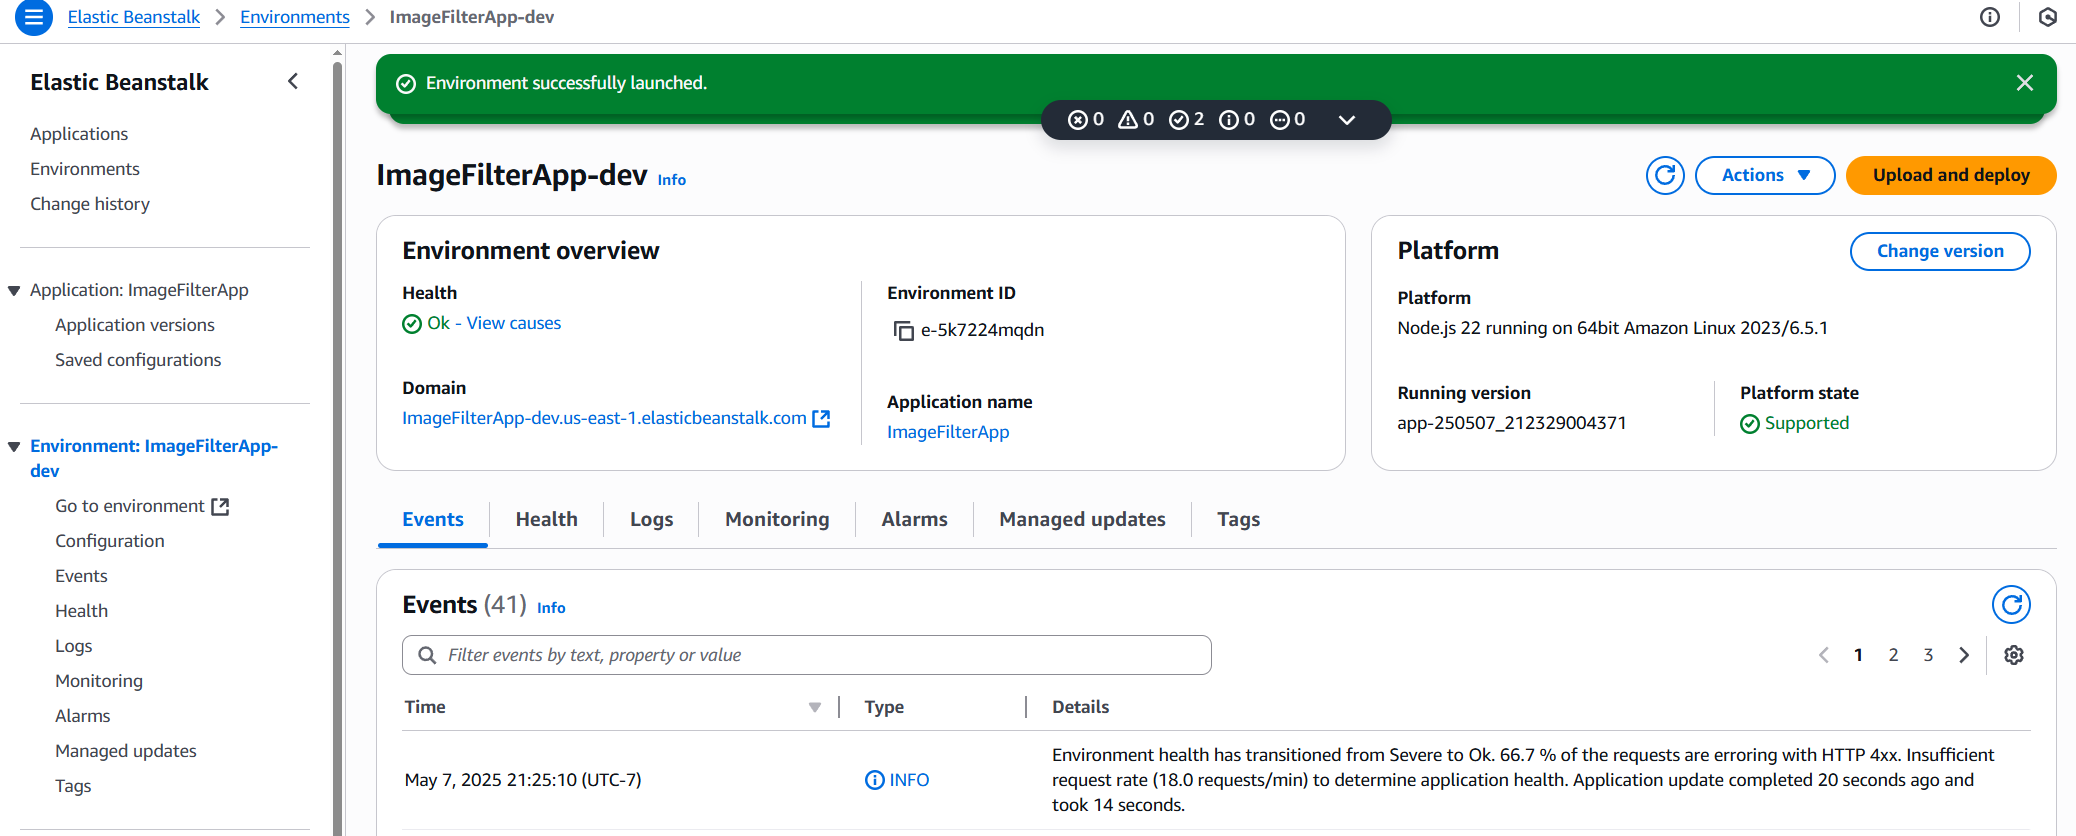 Elastic Beanstalk > Environments > ImageFilterApp-dev
Elastic Beanstalk
Applications
Environments
Change history
Application: ImageFilterApp
Application versions
Saved configurations
Environment: ImageFilterApp-
dev
Go to environment
Configuration
Events
Health
Logs
Monitoring
Alarms
Managed updates
Tags
Environment successfully launched.
0 0 2 0 0
ImageFilterApp-dev Info
Actions
Upload and deploy
Environment overview
Health
Ok - View causes
Environment ID
e-5k7224mqdn
Domain
ImageFilterApp-dev.us-east-1.elasticbeanstalk.com
Application name
ImageFilterApp
Platform
Change version
Platform
Node.js 22 running on 64bit Amazon Linux 2023/6.5.1
Running version
app-250507_212329004371
Platform state
Supported
Events Health Logs Monitoring Alarms Managed updates Tags
Events (41) Info
Filter events by text, property or value
1 2 3
Time Type Details
May 7, 2025 21:25:10 (UTC-7)
INFO
Environment health has transitioned from Severe to Ok. 66.7 % of the requests are erroring with HTTP 4xx. Insufficient
request rate (18.0 requests/min) to determine application health. Application update completed 20 seconds ago and
took 14 seconds.